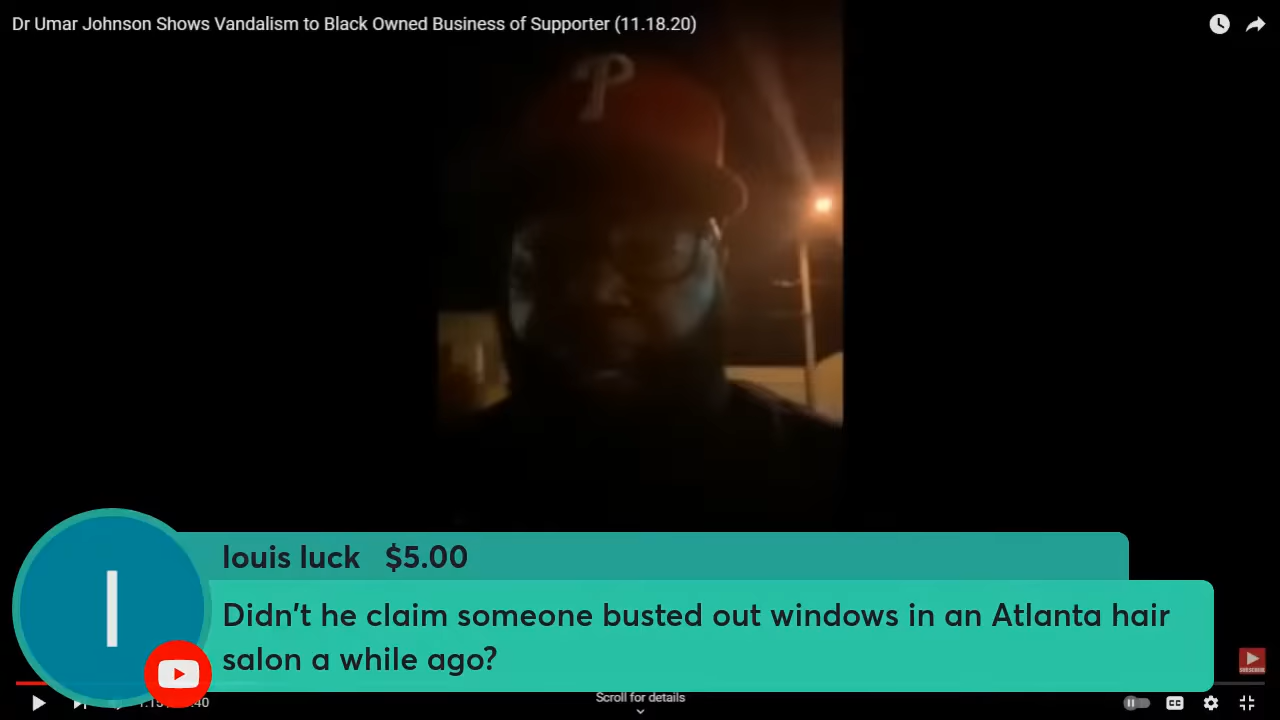 Dr Umar Johnson Shows Vandalism to Black Owned Business of Supporter (11.18.20)
P
louis luck $5.00
Didn't he claim someone busted out windows in an Atlanta hair
salon a while ago?
Scroll for details
CC